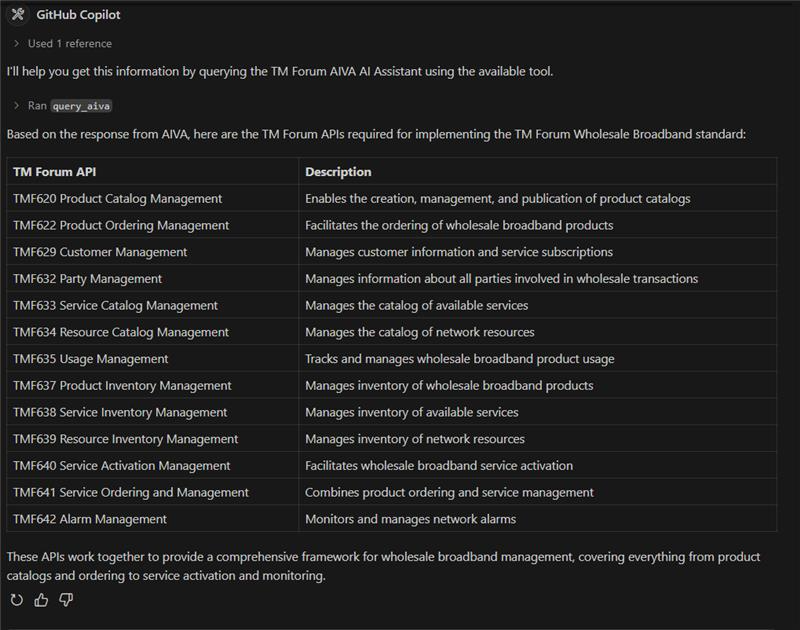 GitHub Copilot
Used 1 reference
I'll help you get this information by querying the TM Forum AIVA AI Assistant using the available tool.
Ran query_aiva
Based on the response from AIVA, here are the TM Forum APIs required for implementing the TM Forum Wholesale Broadband standard:
TM Forum API Description
TMF620 Product Catalog Management Enables the creation, management, and publication of product catalogs
TMF622 Product Ordering Management Facilitates the ordering of wholesale broadband products
TMF629 Customer Management Manages customer information and service subscriptions
TMF632 Party Management Manages information about all parties involved in wholesale transactions
TMF633 Service Catalog Management Manages the catalog of available services
TMF634 Resource Catalog Management Manages the catalog of network resources
TMF635 Usage Management Tracks and manages wholesale broadband product usage
TMF637 Product Inventory Management Manages inventory of wholesale broadband products
TMF638 Service Inventory Management Manages inventory of available services
TMF639 Resource Inventory Management Manages inventory of network resources
TMF640 Service Activation Management Facilitates wholesale broadband service activation
TMF641 Service Ordering and Management Combines product ordering and service management
TMF642 Alarm Management Monitors and manages network alarms
These APIs work together to provide a comprehensive framework for wholesale broadband management, covering everything from product
catalogs and ordering to service activation and monitoring.